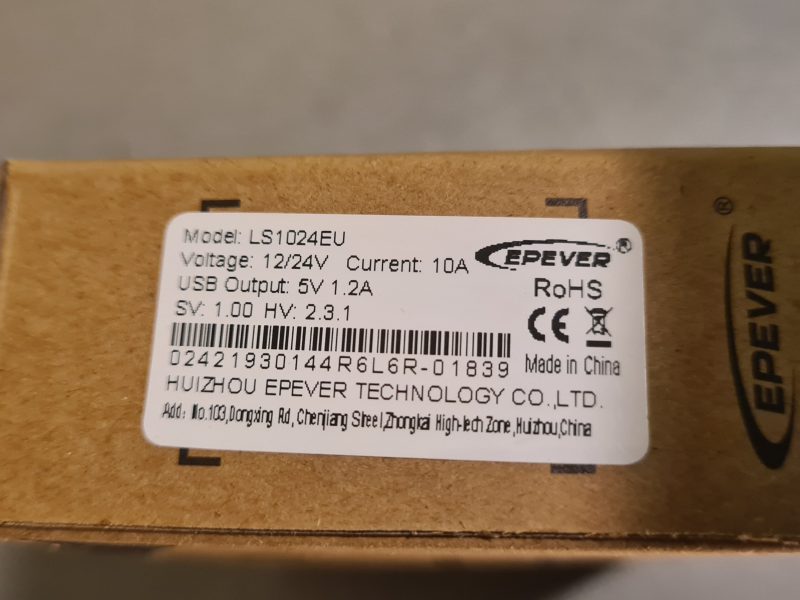 Model: LS1024EU
Voltage: 12/24V Current: 10A
EPEVER®
USB Output: 5V 1.2A
RoHS
SV: 1.00 HV: 2.3.1
CE
02421930144R6L6R-01839
Made in China
HUIZHOU EPEVER TECHNOLOGY CO.,LTD.
Add: No.103,Dongxing Rd, Chenjiang Street,Zhongkai High-tech Zone,Huizhou,China
EPEVER®